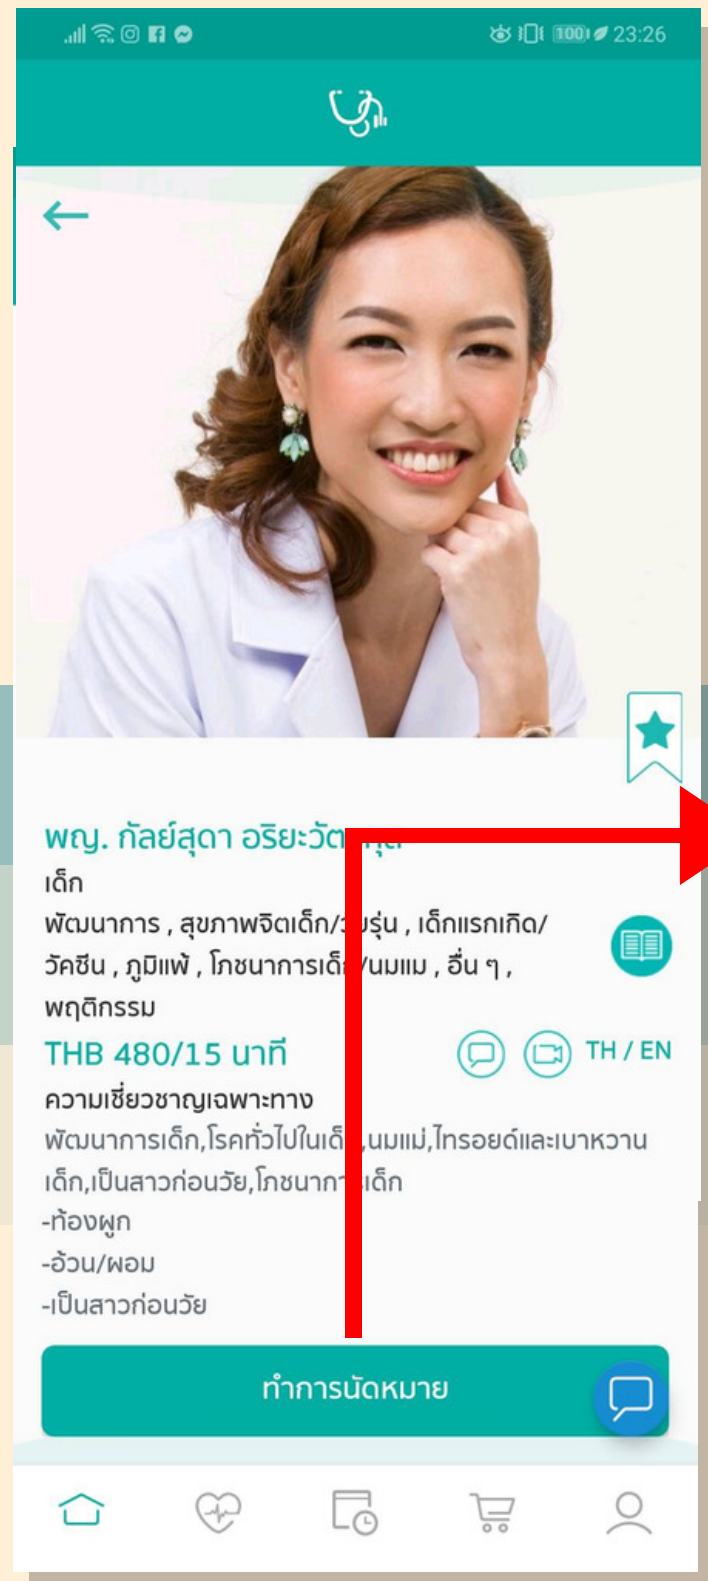 100 23:26
พญ. กัลย์สุดา
เด็ก
พัฒนาการ , สุขภาพจิตเด็ก/วัยรุ่น , เด็กแรกเกิด/
วัคซีน , ภูมิแพ้ , โภชนาการเด็ก/นมแม , อื่น ๆ ,
พฤติกรรม
THB 480/15 นาที
TH / EN
ความเชี่ยวชาญเฉพาะทาง
พัฒนาการเด็ก,โรคทั่วไปในเด็ก,นมแม่,ไทรอยด์และเบาหวาน
เด็ก,เป็นสาวก่อนวัย,โภชนาการเด็ก
-ท้องผูก
-อ้วน/ผอม
-เป็นสาวก่อนวัย
ทำการนัดหมาย